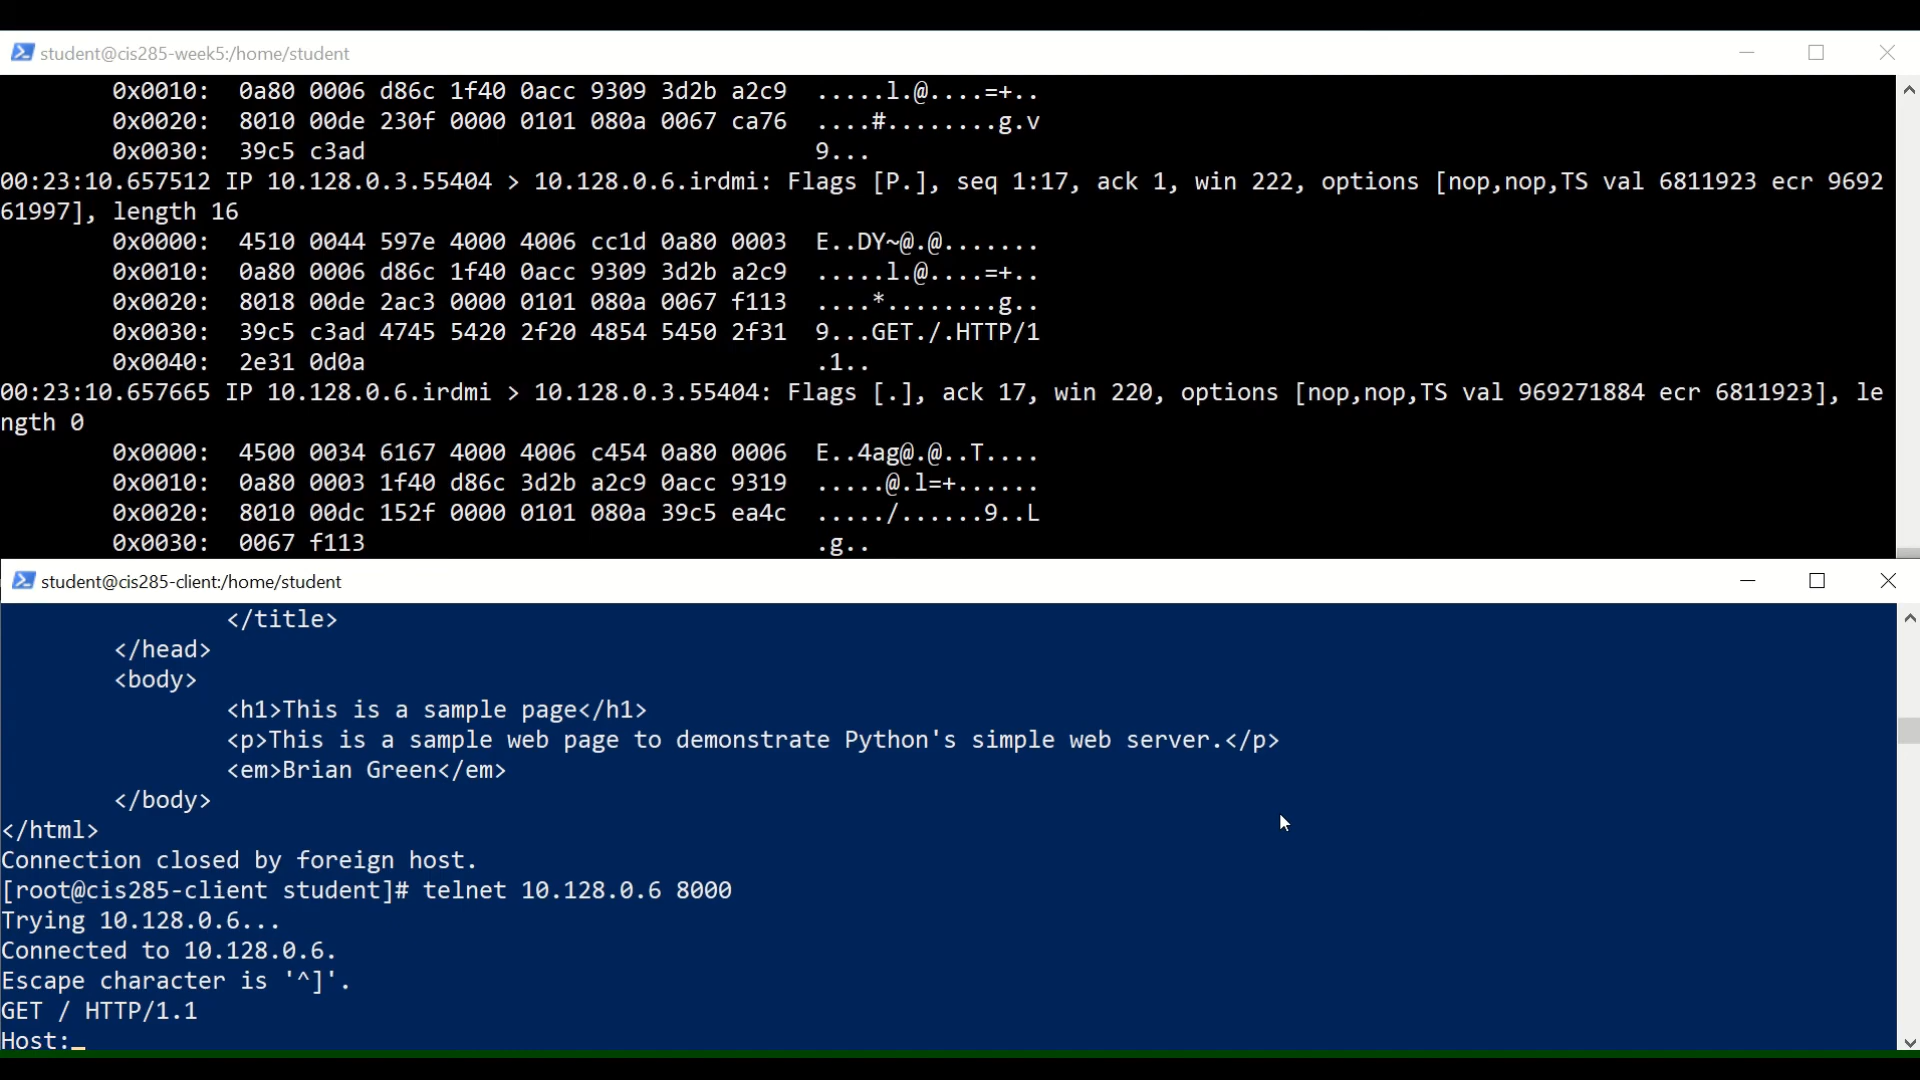 student@cis285-week5:/home/student
0x0010:  0a80 0006 d86c 1f40 0acc 9309 3d2b a2c9  .....l.@....=+..
0x0020:  8010 00de 230f 0000 0101 080a 0067 ca76  ....#........g.v
0x0030:  39c5 c3ad                                9...
00:23:10.657512 IP 10.128.0.3.55404 > 10.128.0.6.irdmi: Flags [P.], seq 1:17, ack 1, win 222, options [nop,nop,TS val 6811923 ecr 9692
61997], length 16
0x0000:  4510 0044 597e 4000 4006 cc1d 0a80 0003  E..DY~@.@.......
0x0010:  0a80 0006 d86c 1f40 0acc 9309 3d2b a2c9  .....l.@....=+..
0x0020:  8018 00de 2ac3 0000 0101 080a 0067 f113  ....*........g..
0x0030:  39c5 c3ad 4745 5420 2f20 4854 5450 2f31  9...GET./.HTTP/1
0x0040:  2e31 0d0a                                .1..
00:23:10.657665 IP 10.128.0.6.irdmi > 10.128.0.3.55404: Flags [.], ack 17, win 220, options [nop,nop,TS val 969271884 ecr 6811923], le
ngth 0
0x0000:  4500 0034 6167 4000 4006 c454 0a80 0006  E..4ag@.@..T....
0x0010:  0a80 0003 1f40 d86c 3d2b a2c9 0acc 9319  .....@.l=+......
0x0020:  8010 00dc 152f 0000 0101 080a 39c5 ea4c  ...../......9..L
0x0030:  0067 f113                                .g..
student@cis285-client:/home/student
</title>
</head>
<body>
<h1>This is a sample page</h1>
<p>This is a sample web page to demonstrate Python's simple web server.</p>
<em>Brian Green</em>
</body>
</html>
Connection closed by foreign host.
[root@cis285-client student]# telnet 10.128.0.6 8000
Trying 10.128.0.6...
Connected to 10.128.0.6.
Escape character is '^]'.
GET / HTTP/1.1
Host:_